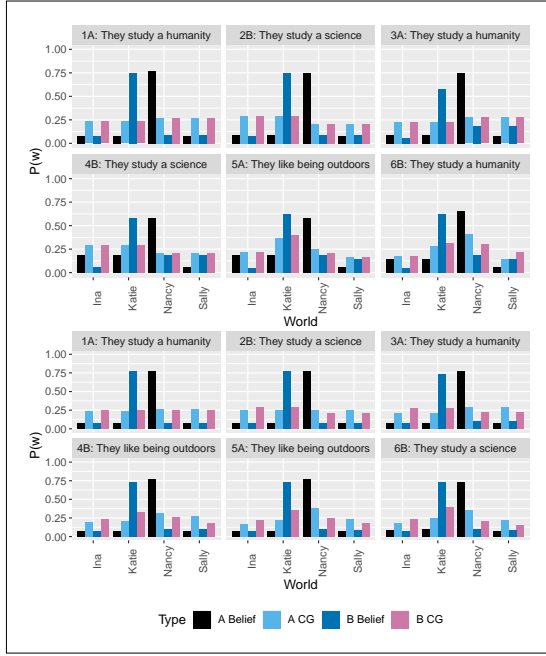 1A: They study a humanity 2B: They study a science 3A: They study a humanity
1.00
0.75
0.50
0.25
0.00
P(w)
4B: They study a science 5A: They like being outdoors 6B: They study a humanity
1.00
0.75
0.50
0.25
0.00
Ina Katie Nancy Sally Ina Katie Nancy Sally Ina Katie Nancy Sally
World
1A: They study a humanity 2B: They study a science 3A: They study a humanity
1.00
0.75
0.50
0.25
0.00
P(w)
4B: They like being outdoors 5A: They like being outdoors 6B: They study a science
1.00
0.75
0.50
0.25
0.00
Ina Katie Nancy Sally Ina Katie Nancy Sally Ina Katie Nancy Sally
World
Type A Belief A CG B Belief B CG